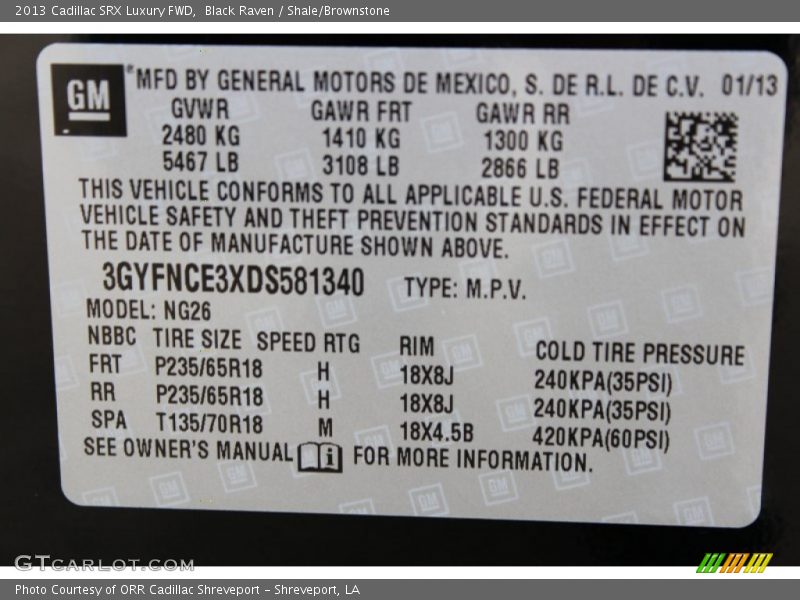 2013 Cadillac SRX Luxury FWD, Black Raven / Shale/Brownstone
GM
®MFD BY GENERAL MOTORS DE MEXICO, S. DE R.L. DE C.V. 01/13
GVWR GAWR FRT GAWR RR
2480 KG 1410 KG 1300 KG
5467 LB 3108 LB 2866 LB
THIS VEHICLE CONFORMS TO ALL APPLICABLE U.S. FEDERAL MOTOR
VEHICLE SAFETY AND THEFT PREVENTION STANDARDS IN EFFECT ON
THE DATE OF MANUFACTURE SHOWN ABOVE.
3GYFNCE3XDS581340 TYPE: M.P.V.
MODEL: NG26
NBBC TIRE SIZE SPEED RTG RIM COLD TIRE PRESSURE
FRT P235/65R18 H 18X8J 240KPA(35PSI)
RR P235/65R18 H 18X8J 240KPA(35PSI)
SPA T135/70R18 M 18X4.5B 420KPA(60PSI)
SEE OWNER'S MANUAL i FOR MORE INFORMATION.
GTCARLOT.COM
Photo Courtesy of ORR Cadillac Shreveport - Shreveport, LA